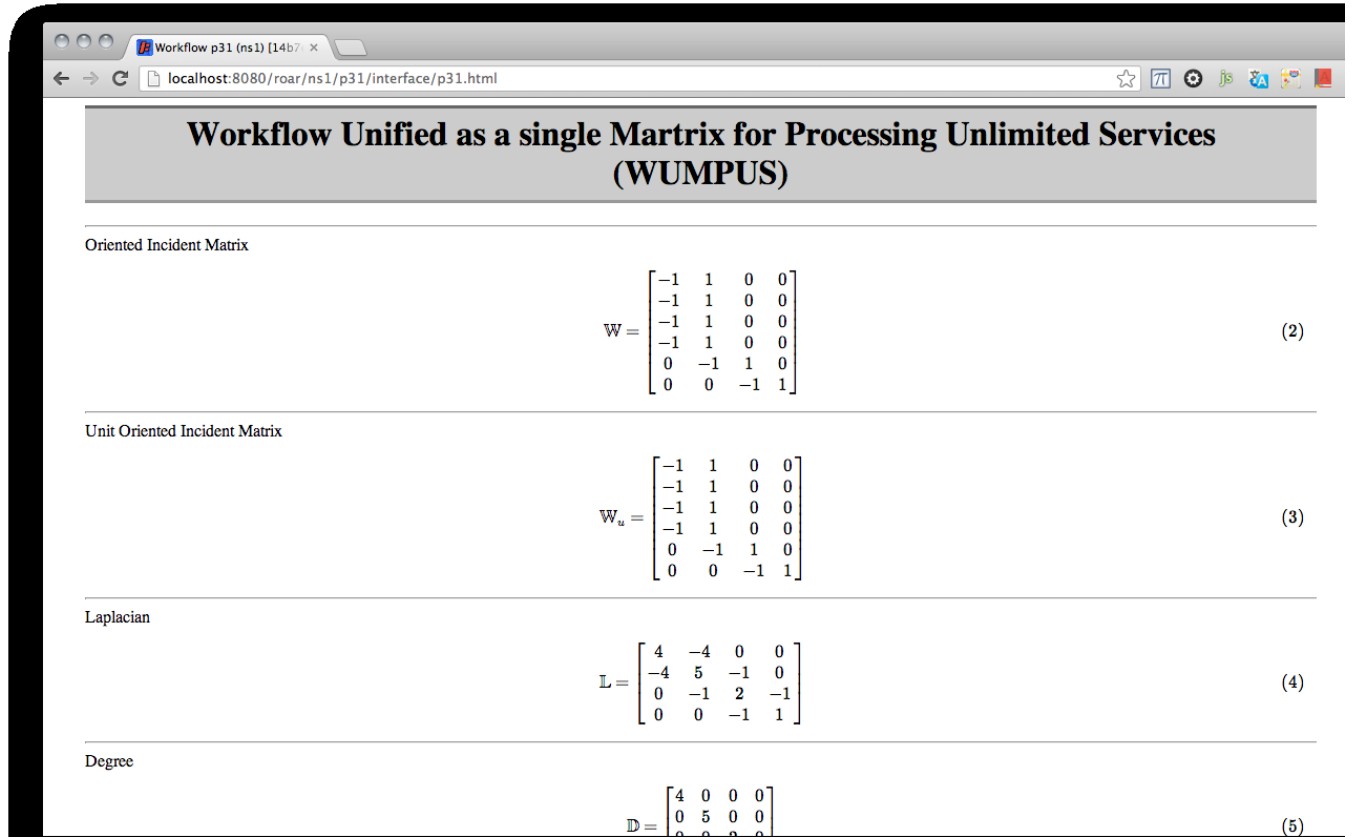 Workflow p31 (ns1) [14b7
localhost:8080/roar/ns1/p31/interface/p31.html
π js A
Workflow Unified as a single Martrix for Processing Unlimited Services
(WUMPUS)
Oriented Incident Matrix
−1 1 0 0
−1 1 0 0
−1 1 0 0
𝕎 = −1 1 0 0 (2)
0 −1 1 0
0 0 −1 1
Unit Oriented Incident Matrix
−1 1 0 0
−1 1 0 0
−1 1 0 0
𝕎u = −1 1 0 0 (3)
0 −1 1 0
0 0 −1 1
Laplacian
4 −4 0 0
−4 5 −1 0
𝕃 = 0 −1 2 −1 (4)
0 0 −1 1
Degree
4 0 0 0
0 5 0 0
𝔻 = 0 0 2 0 (5)